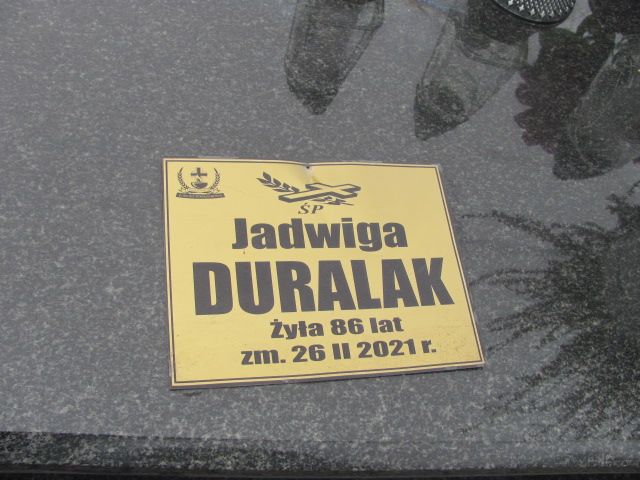 ŚP
Jadwiga
DURALAK
Żyła 86 lat
zm. 26 II 2021 r.